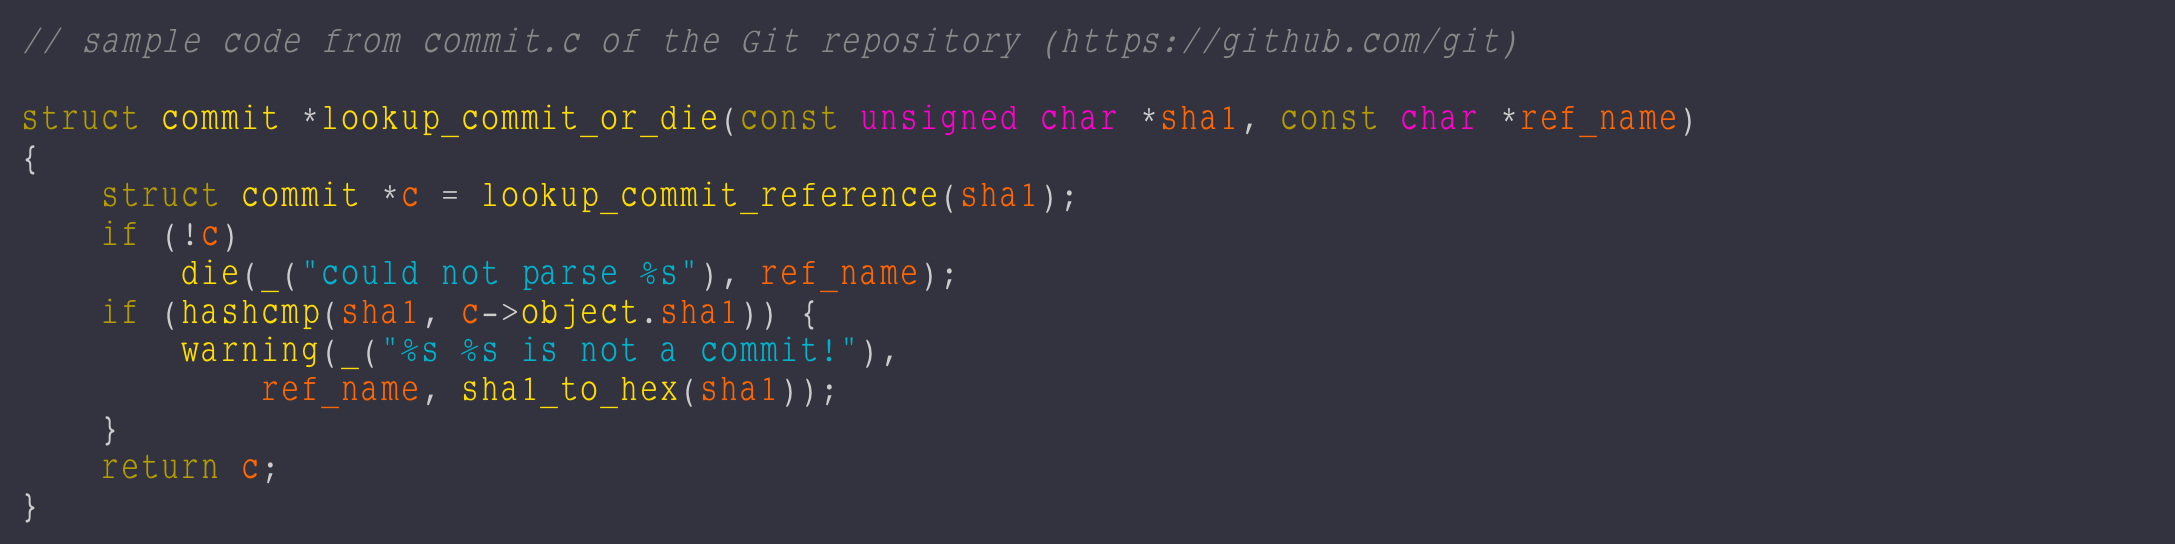 // sample code from commit.c of the Git repository (https://github.com/git)

struct commit *lookup_commit_or_die(const unsigned char *sha1, const char *ref_name)
{
    struct commit *c = lookup_commit_reference(sha1);
    if (!c)
        die(_("could not parse %s"), ref_name);
    if (hashcmp(sha1, c->object.sha1)) {
        warning(_("%s %s is not a commit!"),
            ref_name, sha1_to_hex(sha1));
    }
    return c;
}